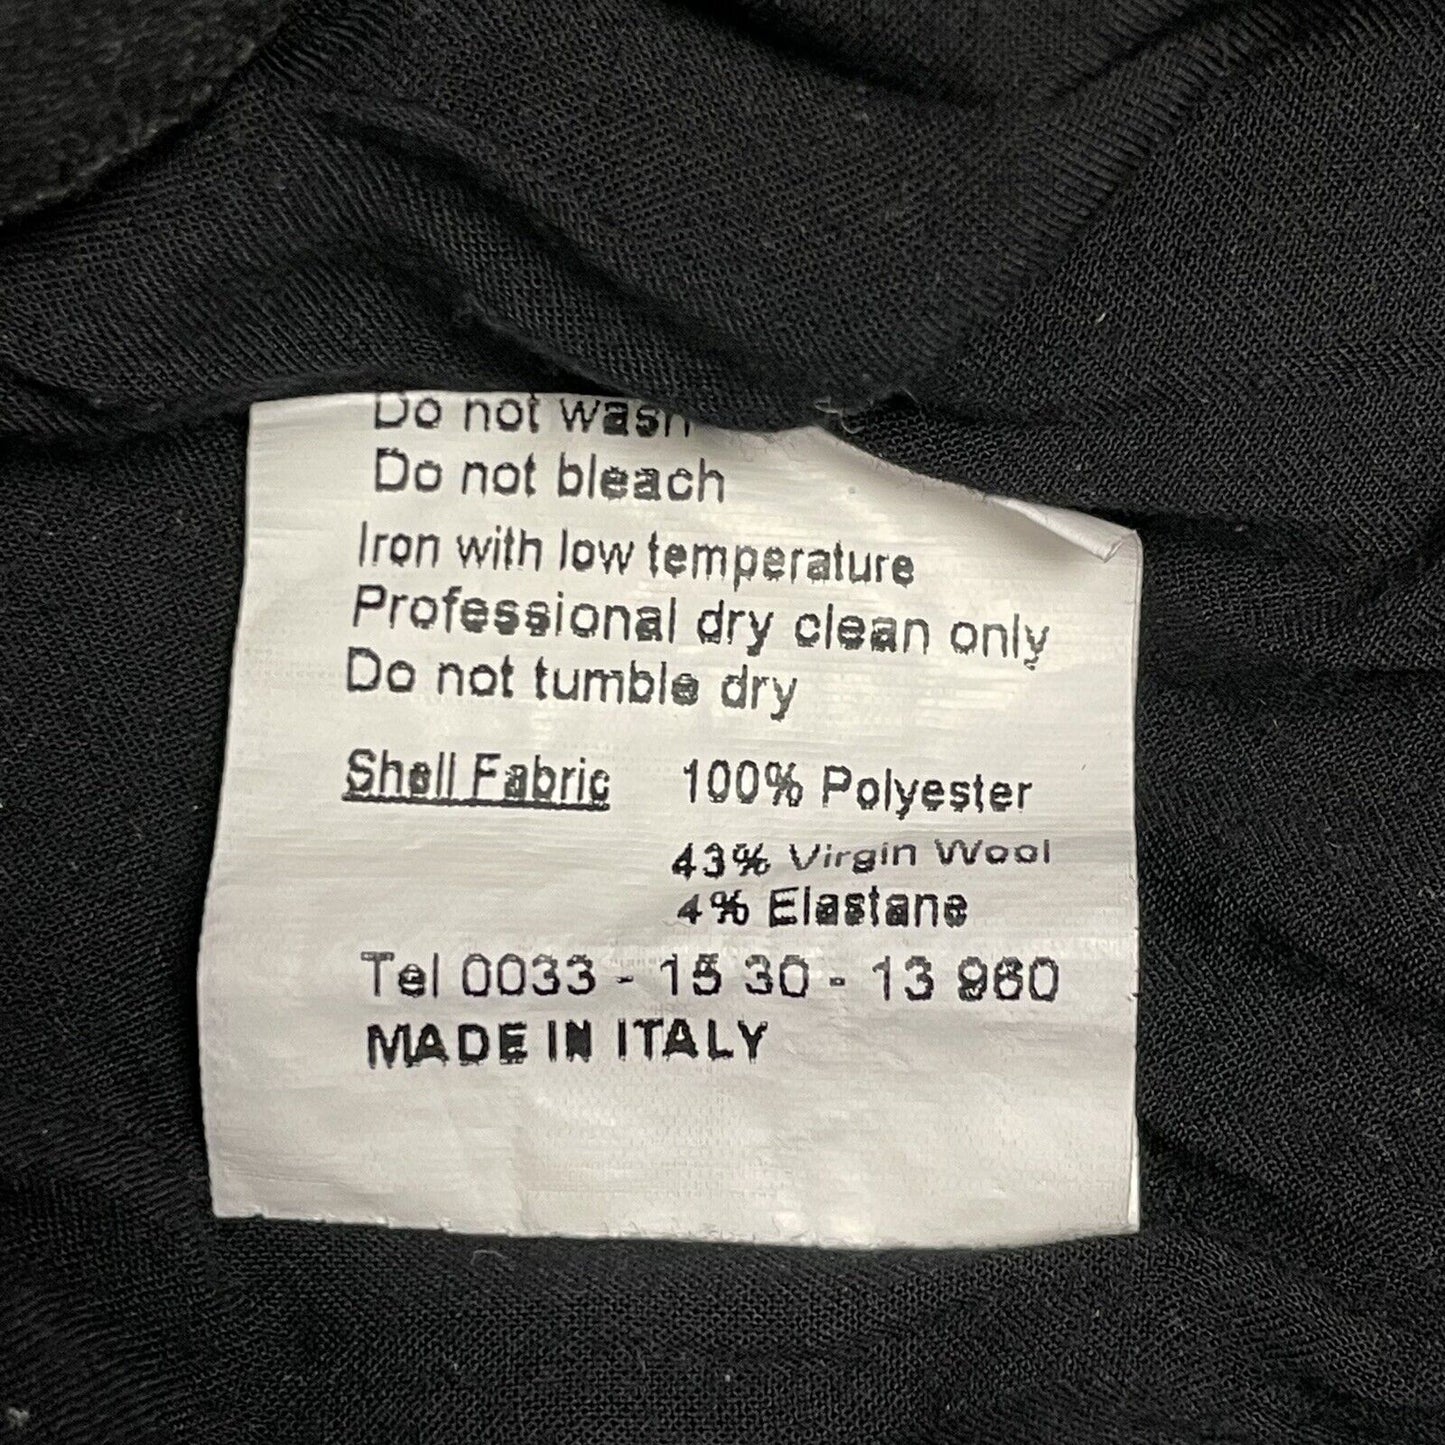 Do not wash
Do not bleach
Iron with low temperature
Professional dry clean only
Do not tumble dry
Shell Fabric 100% Polyester
43% Virgin Wool
4% Elastane
Tel 0033 - 15 30 - 13 960
MADE IN ITALY